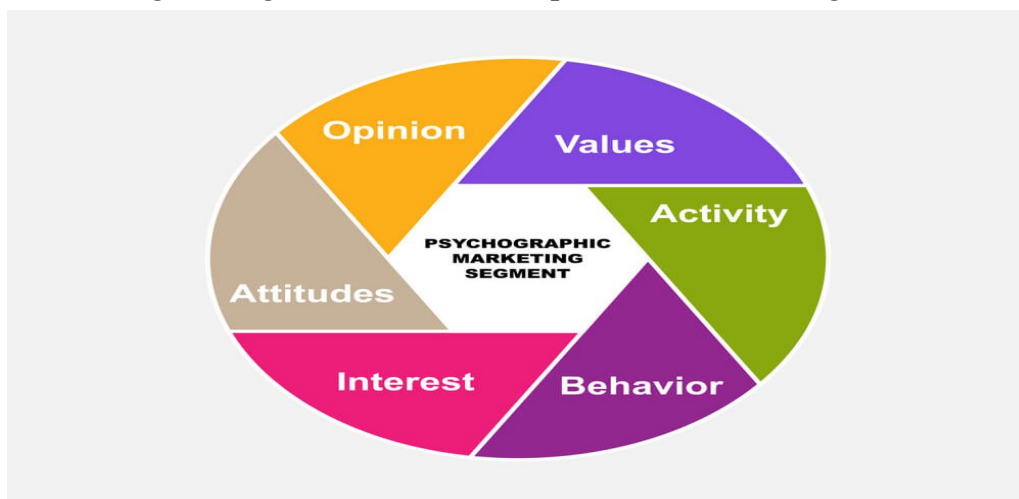 Opinion
Values
Activity
PSYCHOGRAPHIC
MARKETING
SEGMENT
Attitudes
Interest
Behavior